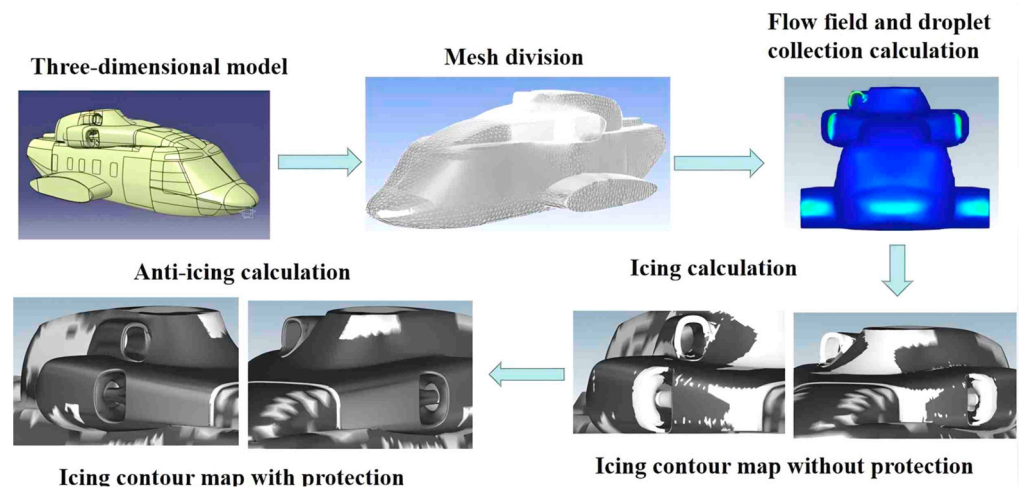 Three-dimensional model
Mesh division
Flow field and droplet
collection calculation
Anti-icing calculation
Icing calculation
Icing contour map with protection
Icing contour map without protection